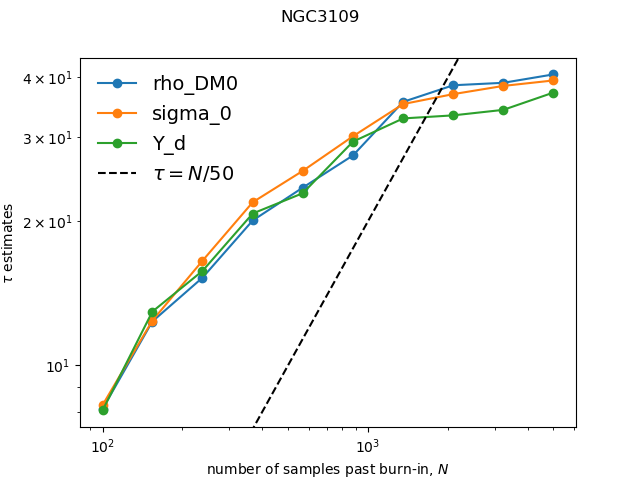 NGC3109
rho_DM0
sigma_0
Y_d
τ = N/50
4 × 10¹
3 × 10¹
2 × 10¹
10¹
τ estimates
10²
10³
number of samples past burn-in, N